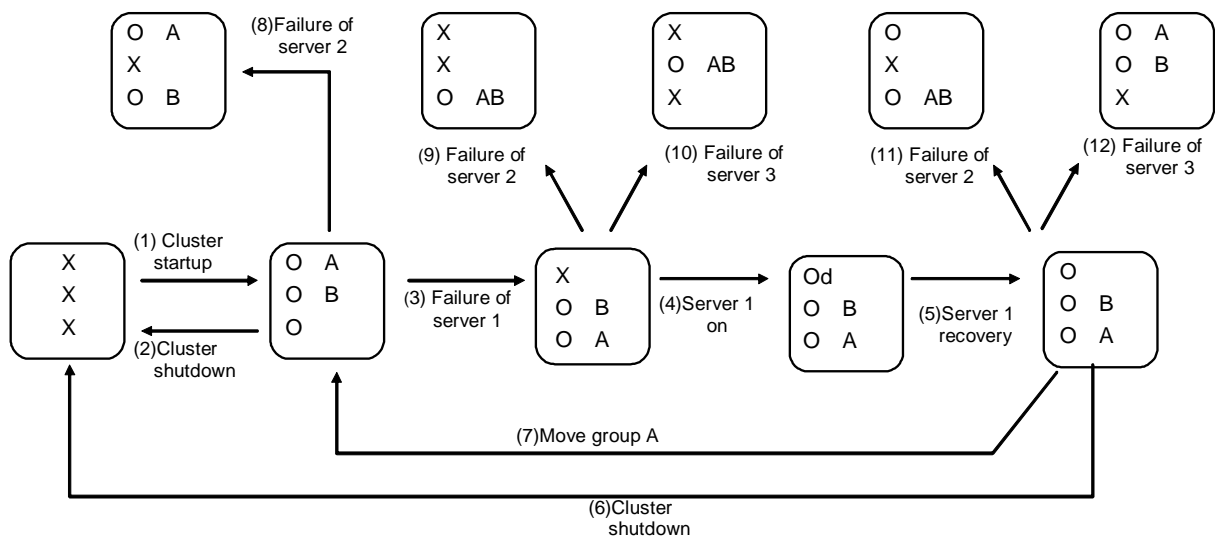 O A
X
O B
(8)Failure of
server 2
X
X
O AB
X
O AB
X
O
X
O AB
O A
O B
X
(9) Failure of
server 2
(10) Failure of
server 3
(11) Failure of
server 2
(12) Failure of
server 3
X
X
X
(1) Cluster
startup
(2)Cluster
shutdown
O A
O B
O
(3) Failure of
server 1
X
O B
O A
(4)Server 1
on
Od
O B
O A
(5)Server 1
recovery
O
O B
O A
(7)Move group A
(6)Cluster
shutdown